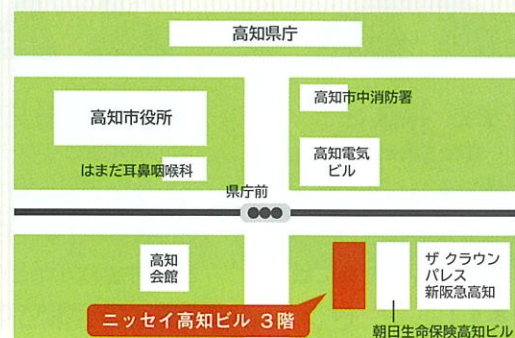 高知県庁
高知市役所
高知市中消防署
はまだ耳鼻咽喉科
高知電気
ビル
県庁前
高知
会館
ザ クラウン
パレス
新阪急高知
ニッセイ高知ビル 3階
朝日生命保険高知ビル